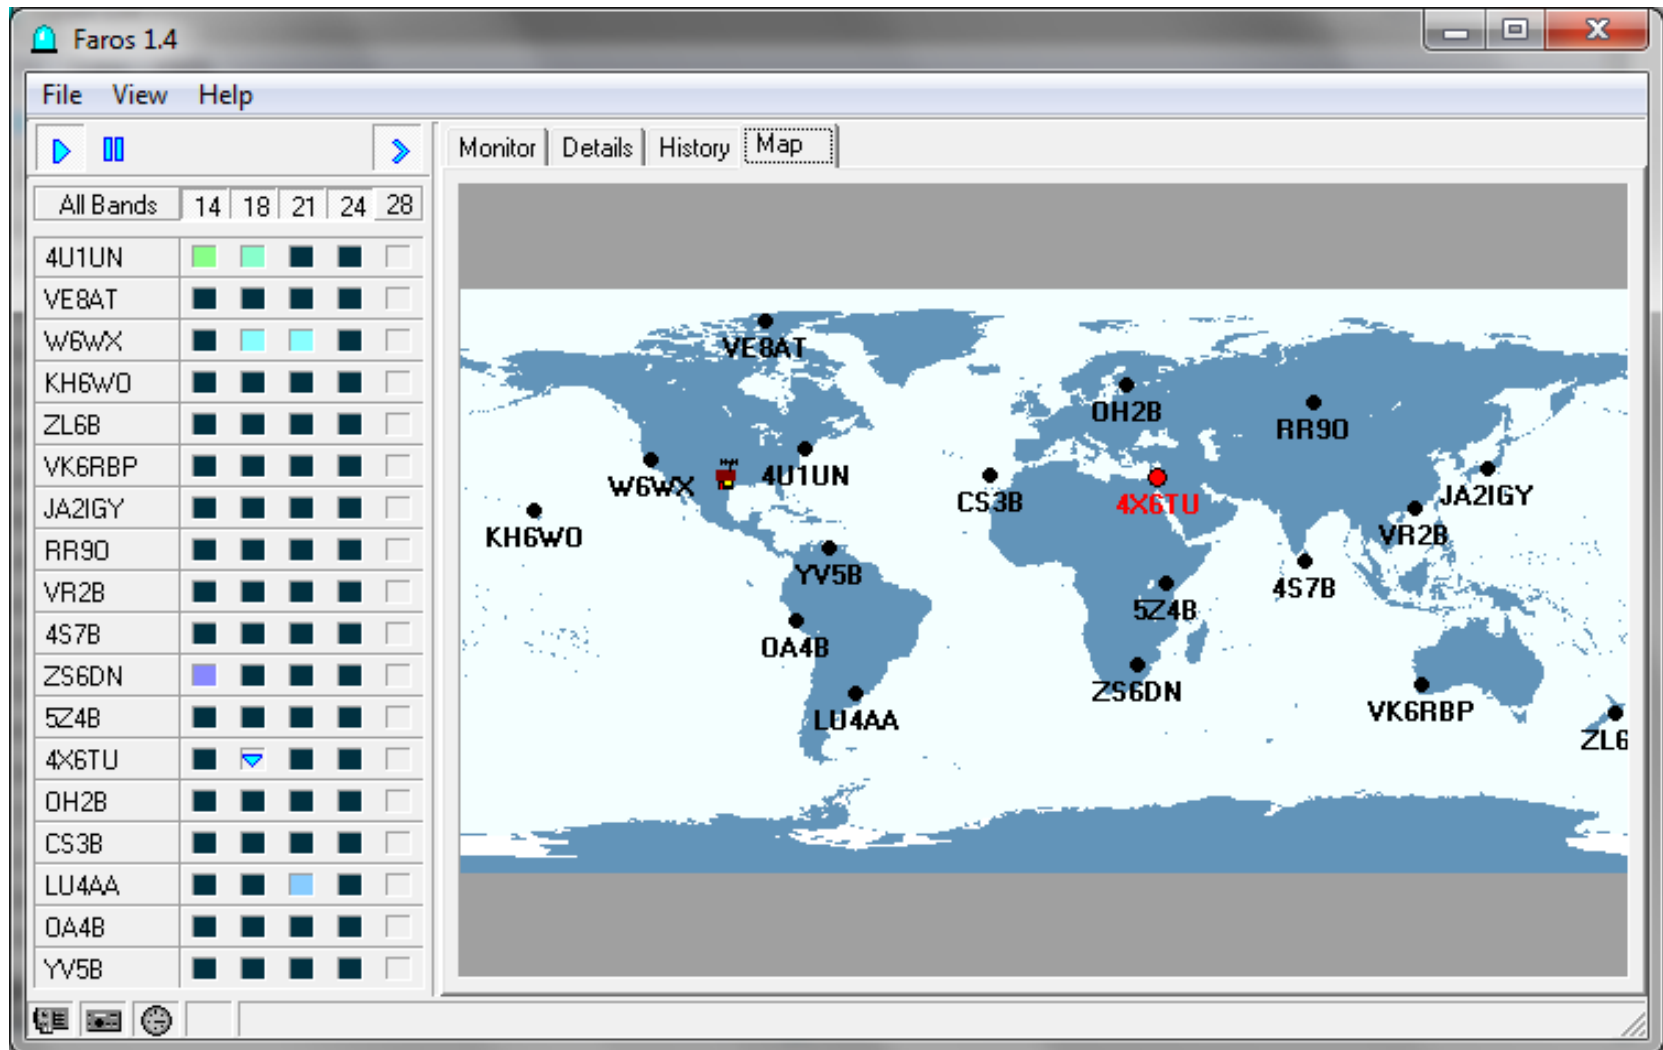 Faros 1.4
File View Help
Monitor Details History Map
All Bands 14 18 21 24 28
4U1UN
VE8AT
W6WX
KH6WO
ZL6B
VK6RBP
JA2IGY
RR9O
VR2B
4S7B
ZS6DN
5Z4B
4X6TU
OH2B
CS3B
LU4AA
OA4B
YV5B
VE8AT
OH2B
RR9O
4U1UN
W6WX
CS3B
4X6TU
JA2IGY
KH6WO
VR2B
YV5B
4S7B
5Z4B
OA4B
ZS6DN
LU4AA
VK6RBP
ZL6